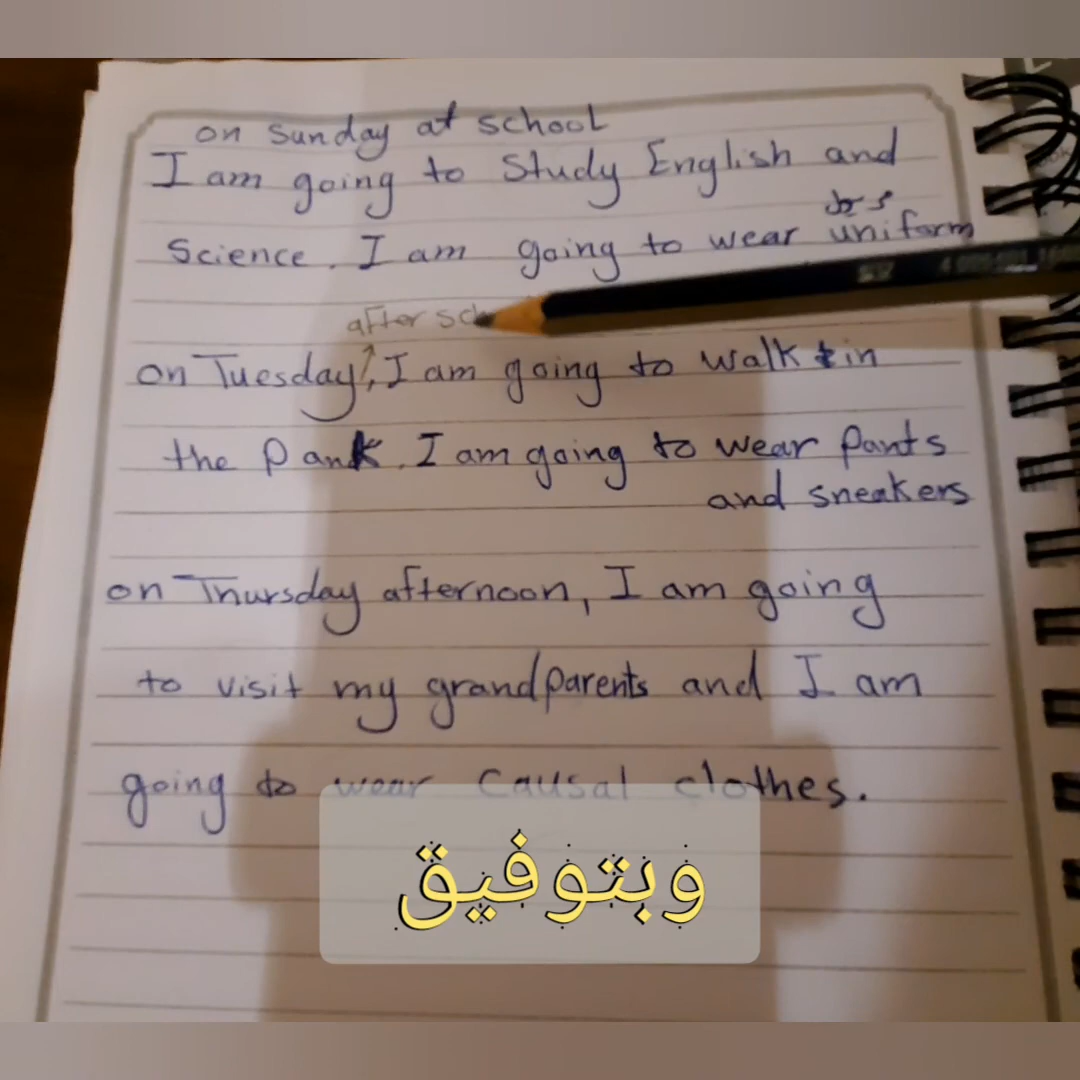 on sunday at school
I am going to Study English and
Science. I am going to wear uniform
after sch
on Tuesday, I am going to walk in
the Park. I am going to wear Pants
and sneakers
on Thursday afternoon, I am going
to visit my grandparents and I am
going to wear Causal clothes.
وبتوفيق